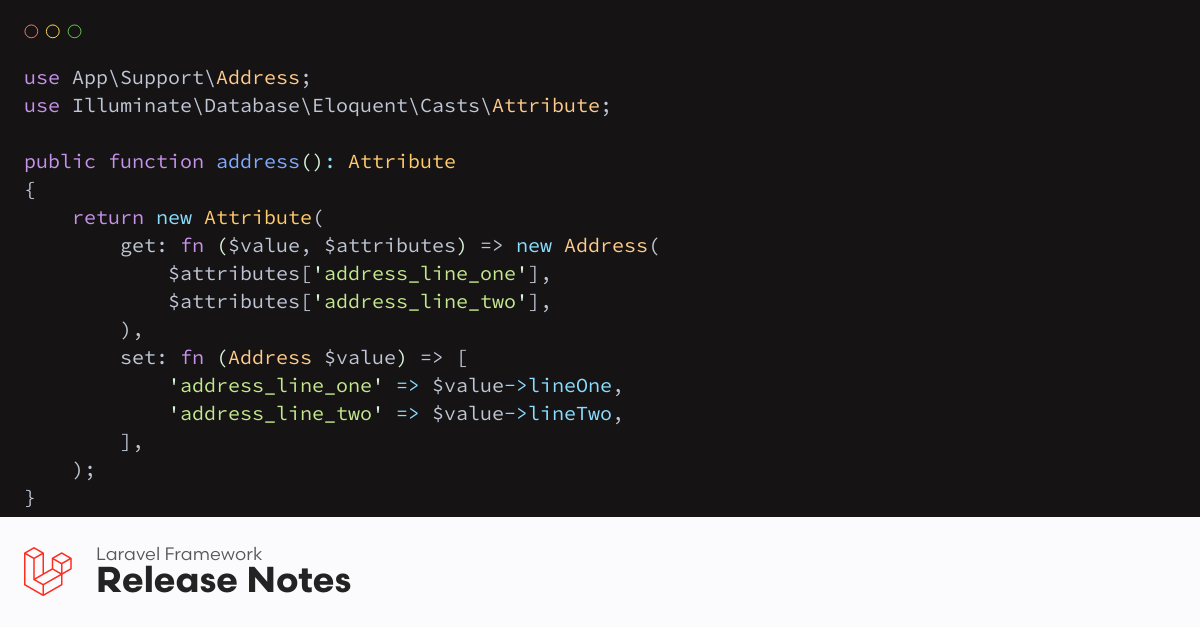 use App\Support\Address;
use Illuminate\Database\Eloquent\Casts\Attribute;

public function address(): Attribute
{
    return new Attribute(
        get: fn ($value, $attributes) => new Address(
            $attributes['address_line_one'],
            $attributes['address_line_two'],
        ),
        set: fn (Address $value) => [
            'address_line_one' => $value->lineOne,
            'address_line_two' => $value->lineTwo,
        ],
    );
}
Laravel Framework
Release Notes